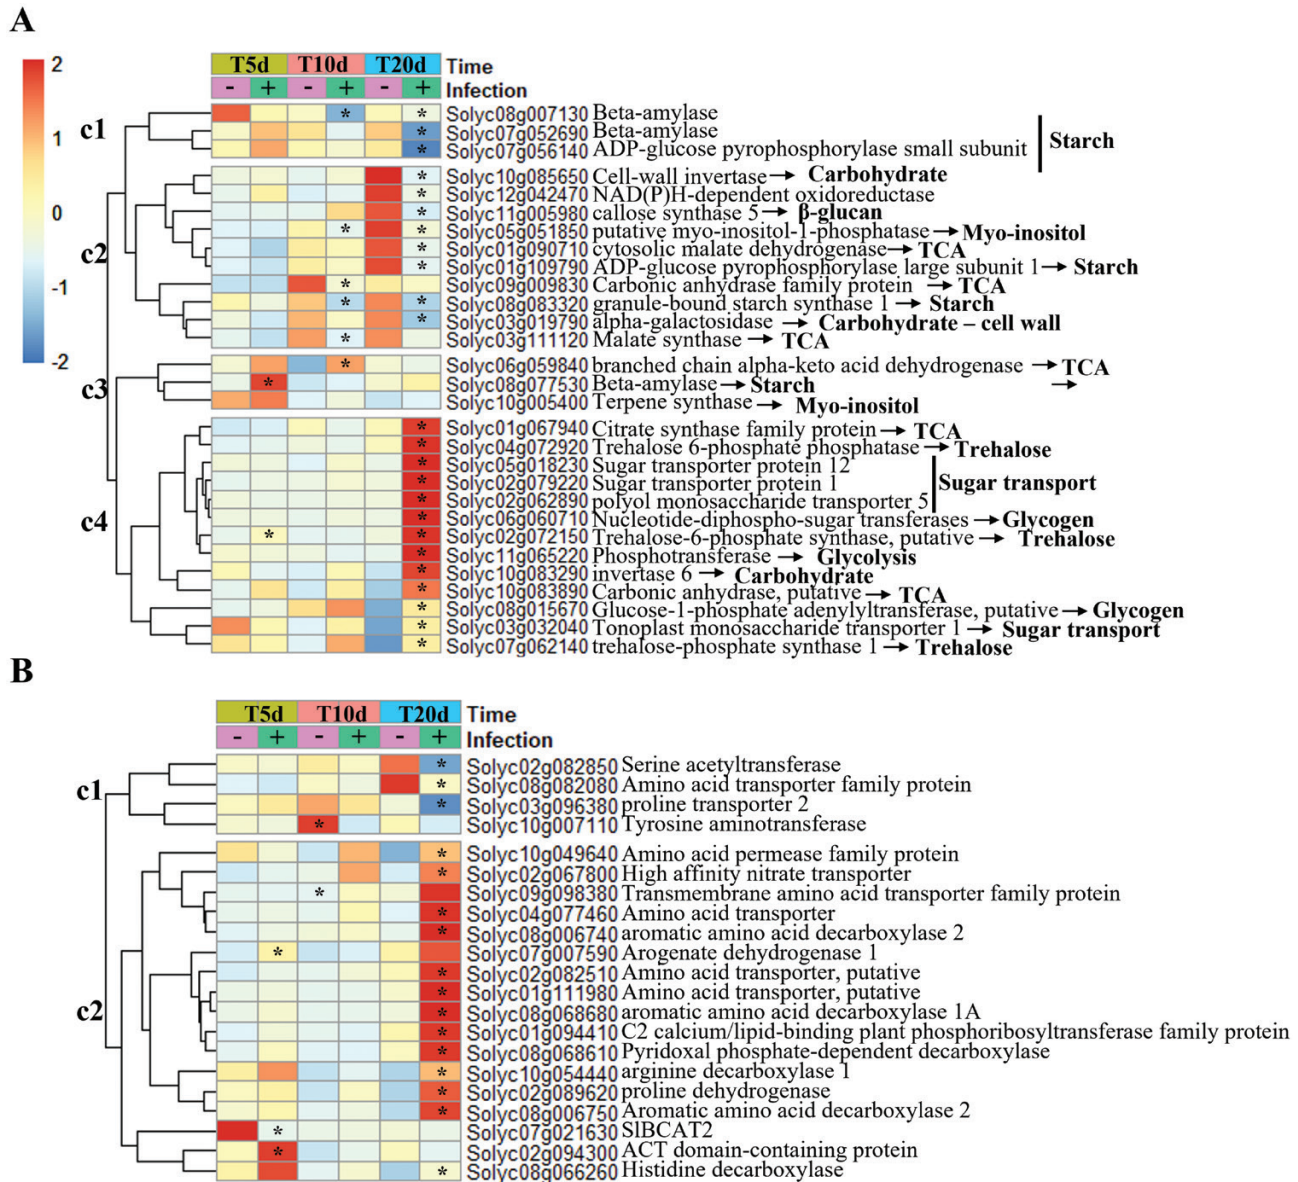 A
2
1
0
-1
-2
T5d T10d T20d Time
- + - + - + Infection
c1
* * Solyc08g007130 Beta-amylase
* Solyc07g052690 Beta-amylase
* Solyc07g056140 ADP-glucose pyrophosphorylase small subunit
Starch
c2
* Solyc10g085650 Cell-wall invertase → Carbohydrate
* Solyc12g042470 NAD(P)H-dependent oxidoreductase
* Solyc11g005980 callose synthase 5 → β-glucan
* * Solyc05g051850 putative myo-inositol-1-phosphatase → Myo-inositol
* Solyc01g090710 cytosolic malate dehydrogenase → TCA
* Solyc01g109790 ADP-glucose pyrophosphorylase large subunit 1 → Starch
* Solyc09g009830 Carbonic anhydrase family protein → TCA
* * Solyc08g083320 granule-bound starch synthase 1 → Starch
* Solyc03g019790 alpha-galactosidase → Carbohydrate – cell wall
* Solyc03g111120 Malate synthase → TCA
c3
* Solyc06g059840 branched chain alpha-keto acid dehydrogenase → TCA
* Solyc08g077530 Beta-amylase → Starch →
Solyc10g005400 Terpene synthase → Myo-inositol
c4
* Solyc01g067940 Citrate synthase family protein → TCA
* Solyc04g072920 Trehalose 6-phosphate phosphatase → Trehalose
* Solyc05g018230 Sugar transporter protein 12
* Solyc02g079220 Sugar transporter protein 1
* Solyc02g062890 polyol monosaccharide transporter 5
Sugar transport
* Solyc06g060710 Nucleotide-diphospho-sugar transferases → Glycogen
* * Solyc02g072150 Trehalose-6-phosphate synthase, putative → Trehalose
* Solyc11g065220 Phosphotransferase → Glycolysis
* Solyc10g083290 invertase 6 → Carbohydrate
* Solyc10g083890 Carbonic anhydrase, putative → TCA
* Solyc08g015670 Glucose-1-phosphate adenylyltransferase, putative → Glycogen
* Solyc03g032040 Tonoplast monosaccharide transporter 1 → Sugar transport
* Solyc07g062140 trehalose-phosphate synthase 1 → Trehalose
B
T5d T10d T20d Time
- + - + - + Infection
c1
* Solyc02g082850 Serine acetyltransferase
* Solyc08g082080 Amino acid transporter family protein
* Solyc03g096380 proline transporter 2
* Solyc10g007110 Tyrosine aminotransferase
c2
* Solyc10g049640 Amino acid permease family protein
* Solyc02g067800 High affinity nitrate transporter
* Solyc09g098380 Transmembrane amino acid transporter family protein
* Solyc04g077460 Amino acid transporter
* Solyc08g006740 aromatic amino acid decarboxylase 2
* Solyc07g007590 Arogenate dehydrogenase 1
* Solyc02g082510 Amino acid transporter, putative
* Solyc01g111980 Amino acid transporter, putative
* Solyc08g068680 aromatic amino acid decarboxylase 1A
* Solyc01g094410 C2 calcium/lipid-binding plant phosphoribosyltransferase family protein
* Solyc08g068610 Pyridoxal phosphate-dependent decarboxylase
* Solyc10g054440 arginine decarboxylase 1
* Solyc02g089620 proline dehydrogenase
* Solyc08g006750 Aromatic amino acid decarboxylase 2
* Solyc07g021630 SlBCAT2
* Solyc02g094300 ACT domain-containing protein
* Solyc08g066260 Histidine decarboxylase